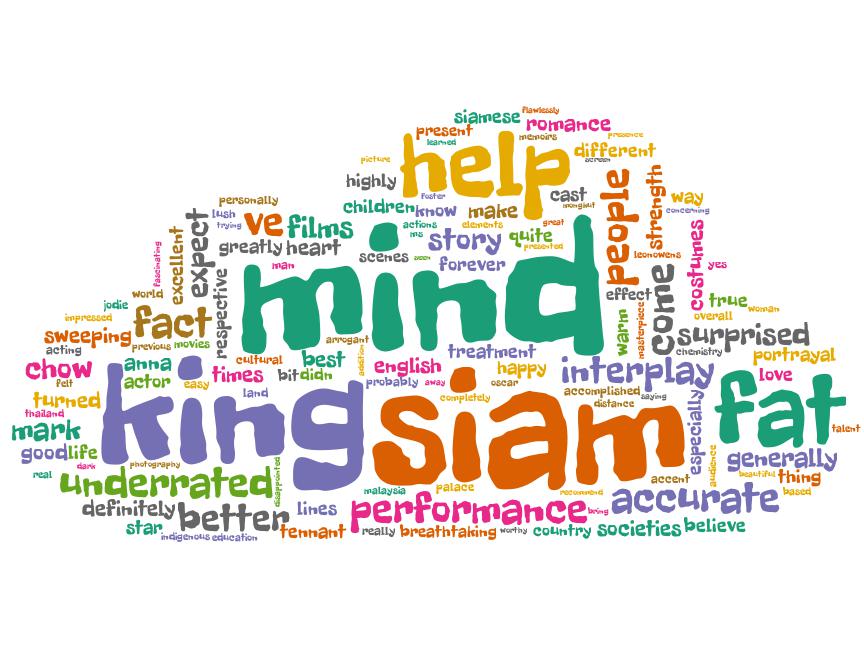 siamese flawlessly
present romance presence
learned memoirs
picture help different
screen
highly cast
foster mongkut
personally children know make way
lush elements concerning
trying ve films actions great
ms story quite
expect greatly heart presented
excellent scenes seen forever
fascinating man mind
people strength leonowens
costumes yes
world effect true
jodie respective come woman
impressed fact warm masterpiece overall
sweeping previous movies arrogant surprised
acting cultural best treatment chemistry portrayal
chow anna times bit didn addition english happy interplay love
felt actor easy probably away oscar accomplished
turned land completely distance saying
thailand king siam fat
mark especially talent
good life generally
dark photography audience
real underrated disappointed accent beautiful thing
malaysia palace recommend based
definitely better lines performance bring accurate
star tennant really breathtaking worthy country societies believe
indigenous education